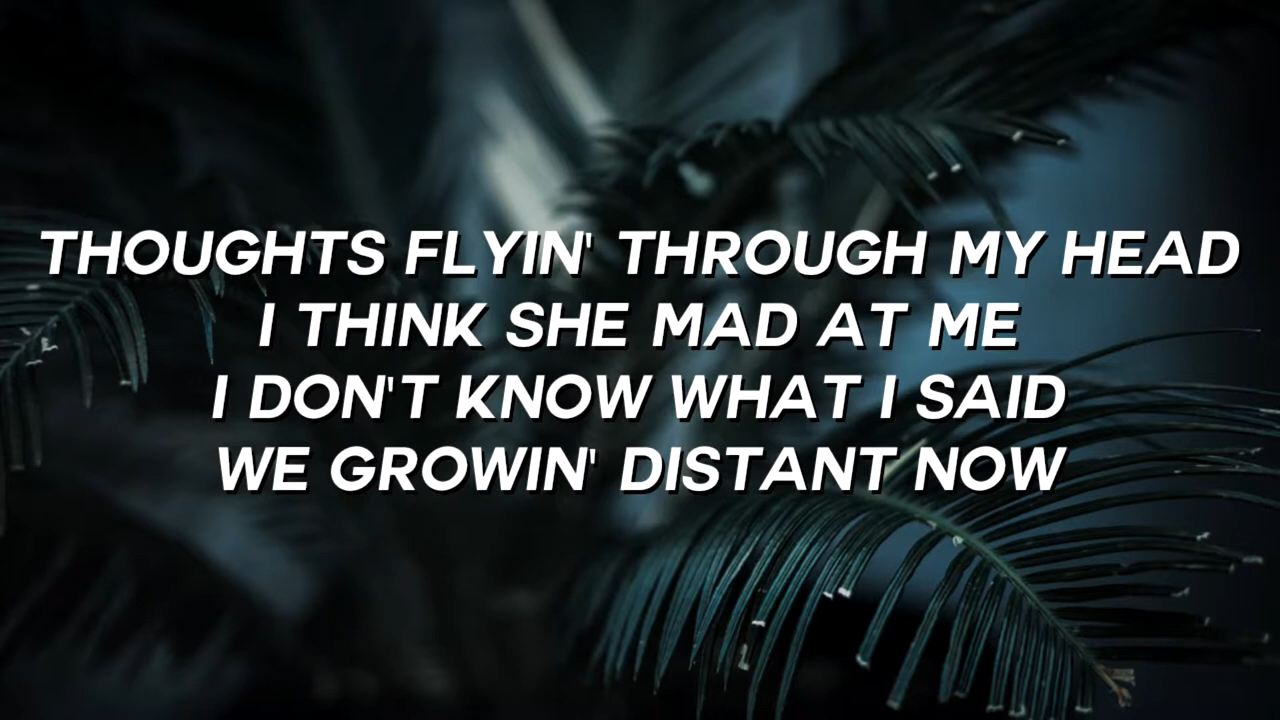 THOUGHTS FLYIN' THROUGH MY HEAD
I THINK SHE MAD AT ME
I DON'T KNOW WHAT I SAID
WE GROWIN' DISTANT NOW